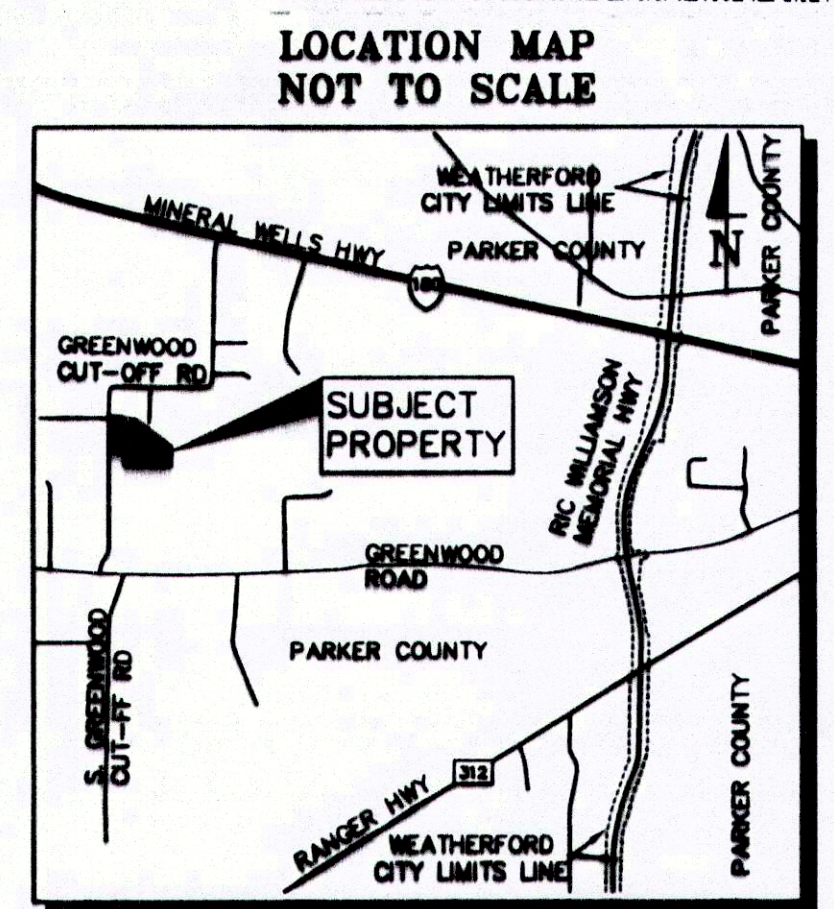 LOCATION MAP
NOT TO SCALE
WEATHERFORD
CITY LIMITS LINE
PARKER COUNTY
MINERAL WELLS HWY
180
N
PARKER COUNTY
GREENWOOD
CUT-OFF RD
SUBJECT
PROPERTY
RIC WILLIAMSON
MEMORIAL HWY
GREENWOOD
ROAD
S. GREENWOOD
CUT-FF RD
PARKER COUNTY
312
RANGER HWY
WEATHERFORD
CITY LIMITS LINE
PARKER COUNTY